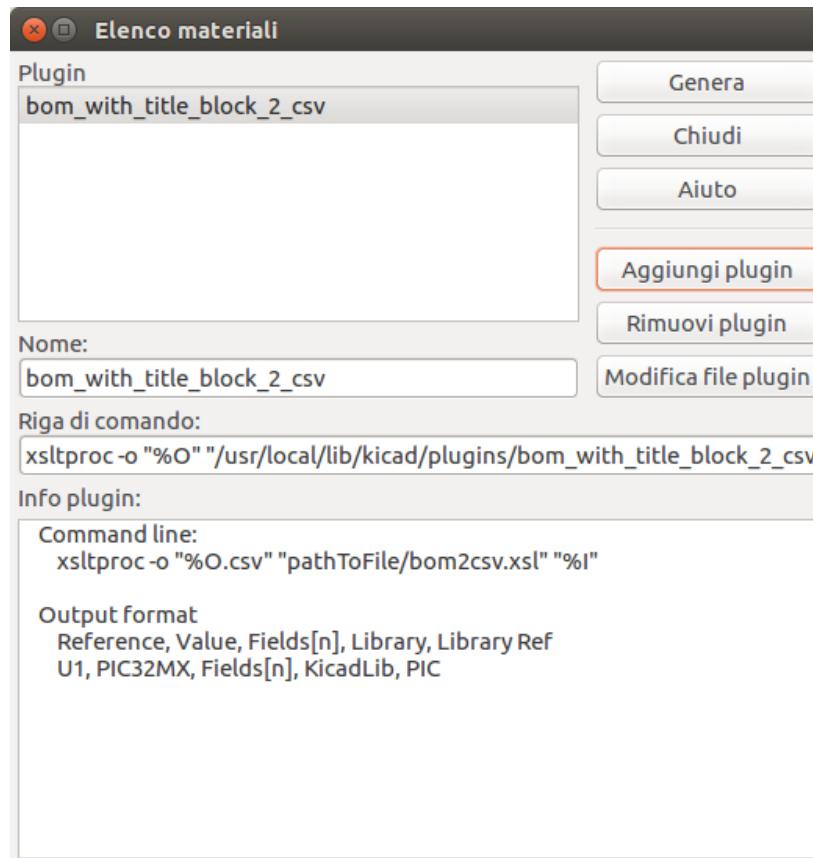 Elenco materiali
Plugin
bom_with_title_block_2_csv
Genera
Chiudi
Aiuto
Aggiungi plugin
Rimuovi plugin
Modifica file plugin
Nome:
bom_with_title_block_2_csv
Riga di comando:
xsltproc -o "%O" "/usr/local/lib/kicad/plugins/bom_with_title_block_2_csv
Info plugin:
Command line:
xsltproc -o "%O.csv" "pathToFile/bom2csv.xsl" "%I"
Output format
Reference, Value, Fields[n], Library, Library Ref
U1, PIC32MX, Fields[n], KicadLib, PIC